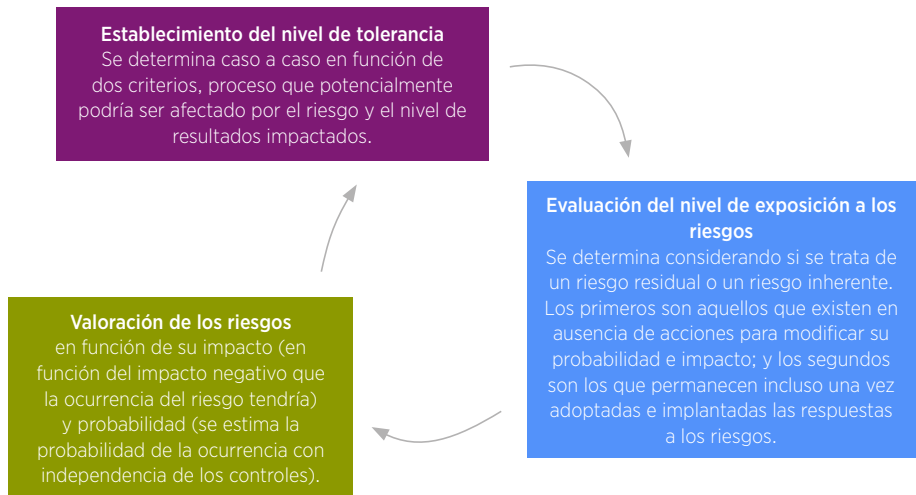 Establecimiento del nivel de tolerancia
Se determina caso a caso en función de
dos criterios, proceso que potencialmente
podría ser afectado por el riesgo y el nivel de
resultados impactados.
Evaluación del nivel de exposición a los
riesgos
Se determina considerando si se trata de
un riesgo residual o un riesgo inherente.
Los primeros son aquellos que existen en
ausencia de acciones para modificar su
probabilidad e impacto; y los segundos
son los que permanecen incluso una vez
adoptadas e implantadas las respuestas
a los riesgos.
Valoración de los riesgos
en función de su impacto (en
función del impacto negativo que
la ocurrencia del riesgo tendría)
y probabilidad (se estima la
probabilidad de la ocurrencia con
independencia de los controles).